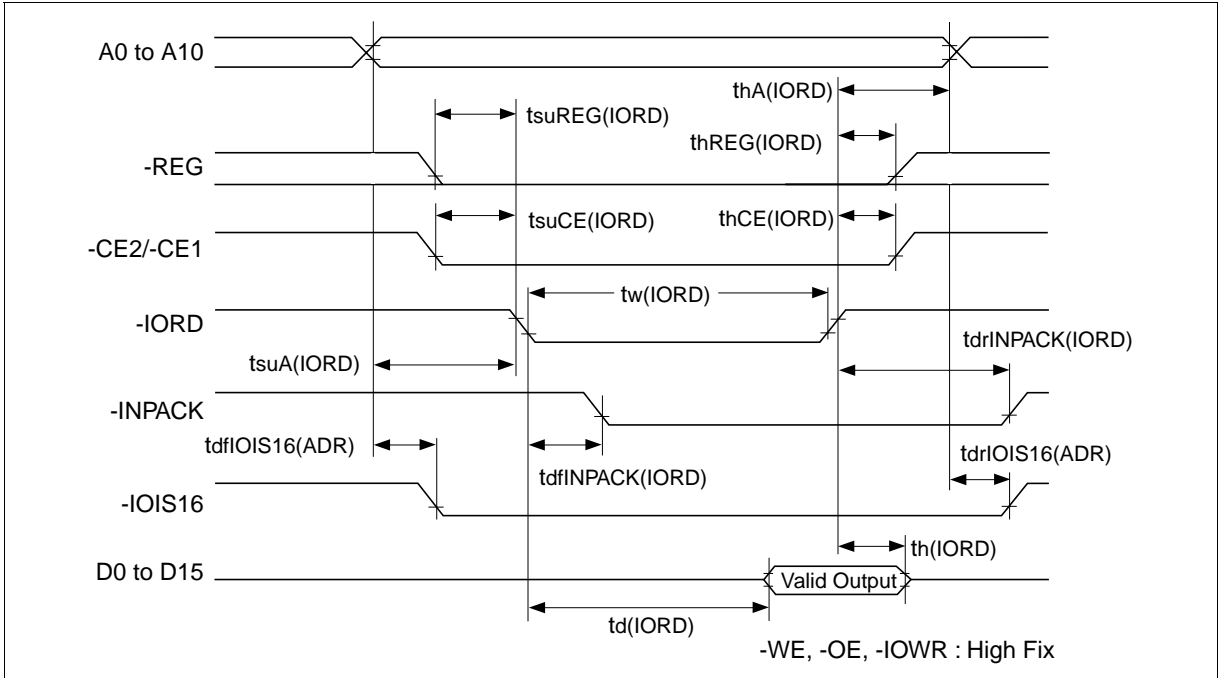 A0 to A10
thA(IORD)
tsuREG(IORD)
thREG(IORD)
-REG
tsuCE(IORD)
thCE(IORD)
-CE2/-CE1
tw(IORD)
-IORD
tdrINPACK(IORD)
tsuA(IORD)
-INPACK
tdfIOIS16(ADR)
tdrIOIS16(ADR)
tdfINPACK(IORD)
-IOIS16
th(IORD)
D0 to D15
Valid Output
td(IORD)
-WE, -OE, -IOWR : High Fix